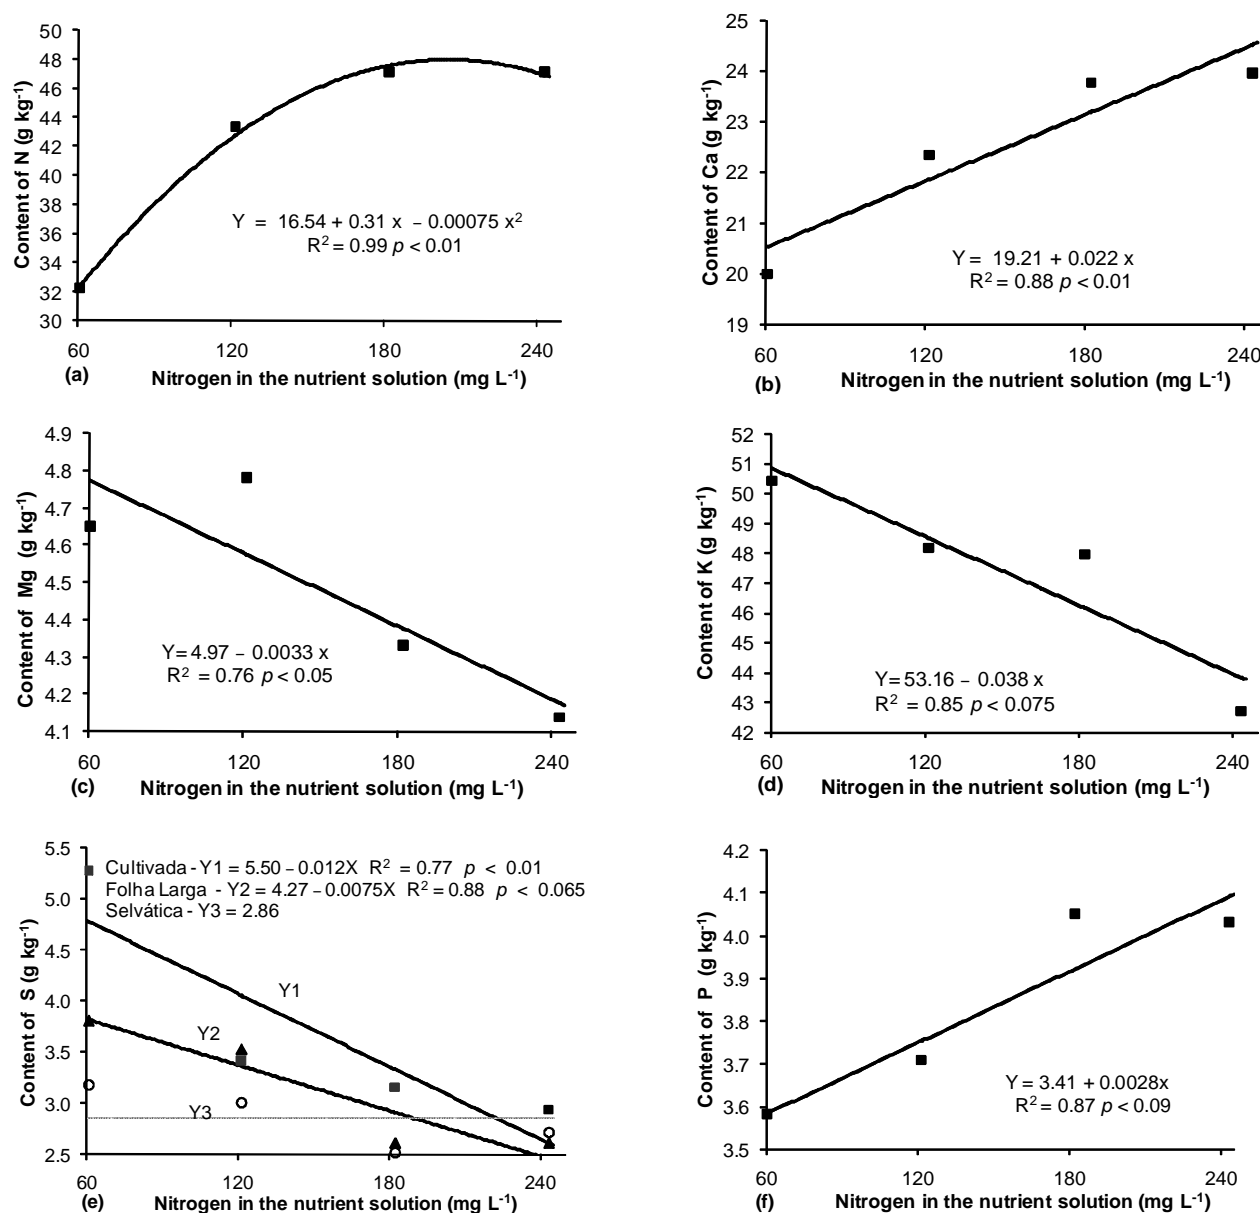 50
48
46
44
42
40
38
36
34
32
30
Content of N (g kg⁻¹)
Y = 16.54 + 0.31 x – 0.00075 x²
R² = 0.99 p < 0.01
60 120 180 240
(a) Nitrogen in the nutrient solution (mg L⁻¹)
25
24
23
22
21
20
19
Content of Ca (g kg⁻¹)
Y = 19.21 + 0.022 x
R² = 0.88 p < 0.01
60 120 180 240
(b) Nitrogen in the nutrient solution (mg L⁻¹)
4.9
4.8
4.7
4.6
4.5
4.4
4.3
4.2
4.1
Content of Mg (g kg⁻¹)
Y= 4.97 – 0.0033 x
R² = 0.76 p < 0.05
60 120 180 240
(c) Nitrogen in the nutrient solution (mg L⁻¹)
52
51
50
49
48
47
46
45
44
43
42
Content of K (g kg⁻¹)
Y= 53.16 – 0.038 x
R² = 0.85 p < 0.075
60 120 180 240
(d) Nitrogen in the nutrient solution (mg L⁻¹)
5.5
5.0
4.5
4.0
3.5
3.0
2.5
Content of S (g kg⁻¹)
Cultivada - Y1 = 5.50 – 0.012X R² = 0.77 p < 0.01
Folha Larga - Y2 = 4.27 – 0.0075X R² = 0.88 p < 0.065
Selvática - Y3 = 2.86
Y1
Y2
Y3
60 120 180 240
(e) Nitrogen in the nutrient solution (mg L⁻¹)
4.2
4.1
4.0
3.9
3.8
3.7
3.6
3.5
Content of P (g kg⁻¹)
Y = 3.41 + 0.0028x
R² = 0.87 p < 0.09
60 120 180 240
(f) Nitrogen in the nutrient solution (mg L⁻¹)